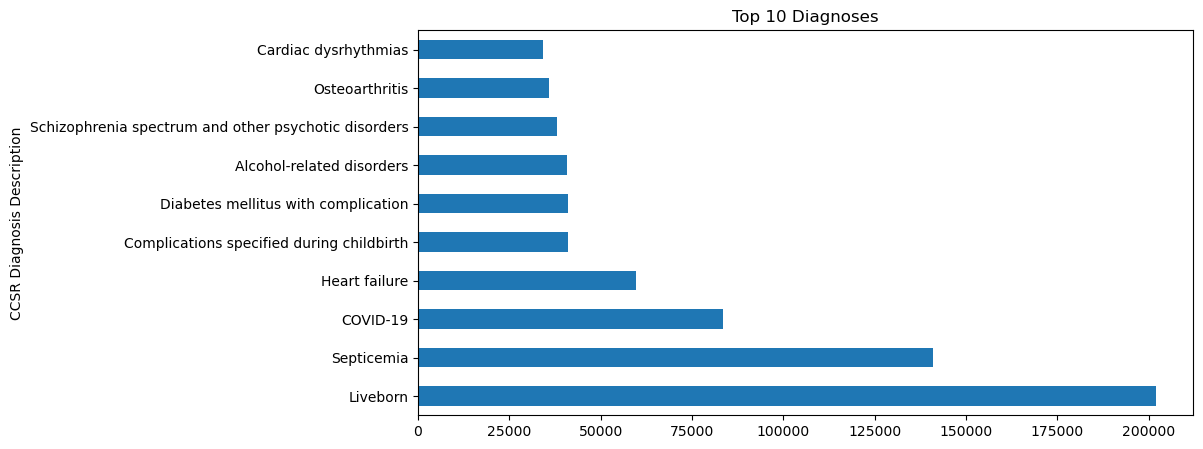 Top 10 Diagnoses
CCSR Diagnosis Description
Cardiac dysrhythmias
Osteoarthritis
Schizophrenia spectrum and other psychotic disorders
Alcohol-related disorders
Diabetes mellitus with complication
Complications specified during childbirth
Heart failure
COVID-19
Septicemia
Liveborn
0 25000 50000 75000 100000 125000 150000 175000 200000